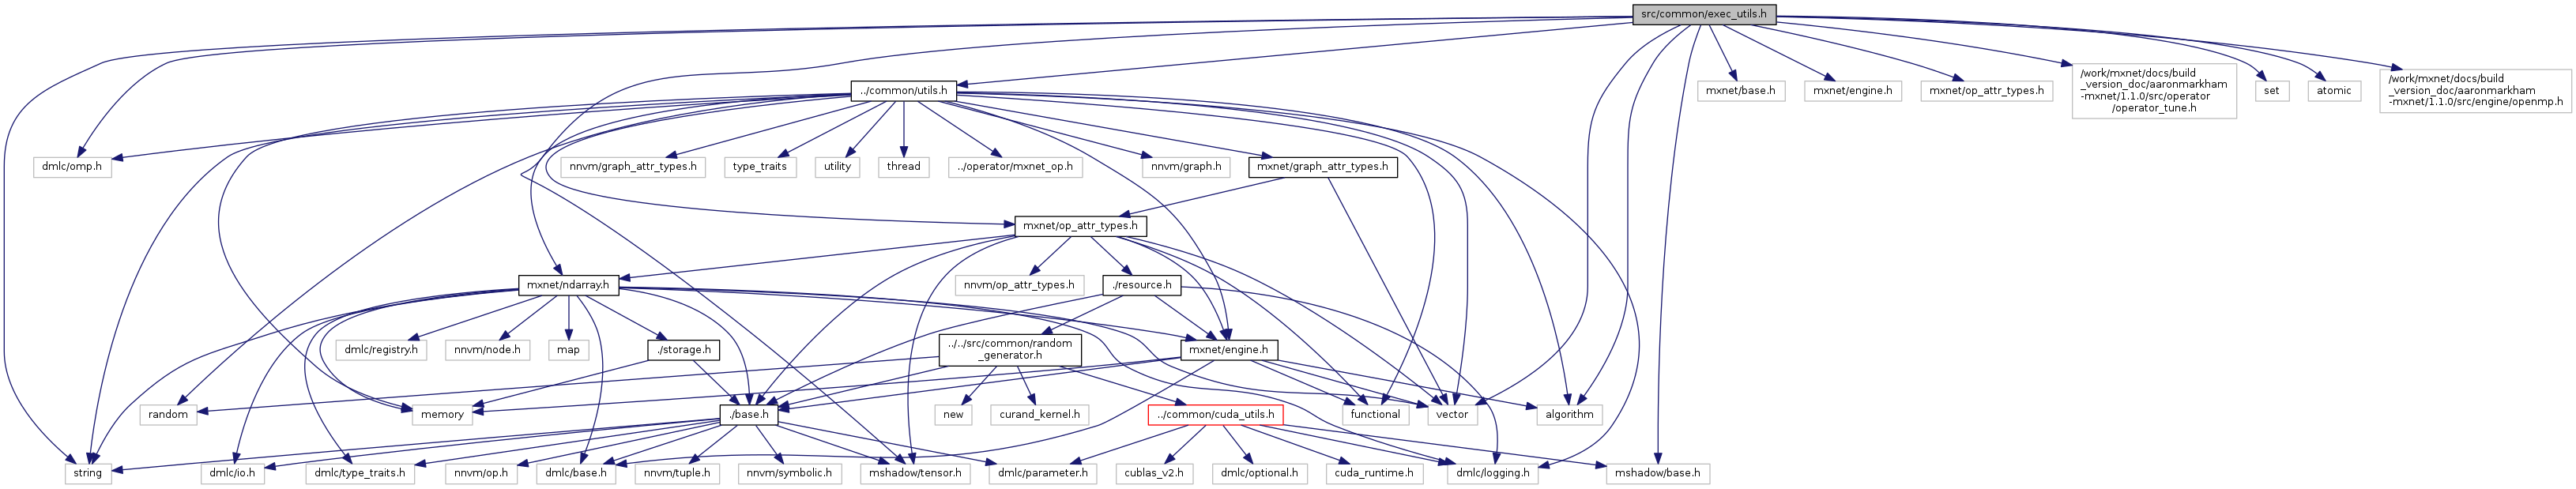 src/common/exec_utils.h
../common/utils.h
mxnet/base.h
mxnet/engine.h
mxnet/op_attr_types.h
/work/mxnet/docs/build
_version_doc/aaronmarkham
-mxnet/1.1.0/src/operator
/operator_tune.h
set
atomic
/work/mxnet/docs/build
_version_doc/aaronmarkham
-mxnet/1.1.0/src/engine/openmp.h
dmlc/omp.h
nnvm/graph_attr_types.h
type_traits
utility
thread
../operator/mxnet_op.h
nnvm/graph.h
mxnet/graph_attr_types.h
mxnet/op_attr_types.h
mxnet/ndarray.h
nnvm/op_attr_types.h
./resource.h
dmlc/registry.h
nnvm/node.h
map
./storage.h
../../src/common/random
_generator.h
mxnet/engine.h
random
memory
./base.h
new
curand_kernel.h
../common/cuda_utils.h
functional
vector
algorithm
string
dmlc/io.h
dmlc/type_traits.h
nnvm/op.h
dmlc/base.h
nnvm/tuple.h
nnvm/symbolic.h
mshadow/tensor.h
dmlc/parameter.h
cublas_v2.h
dmlc/optional.h
cuda_runtime.h
dmlc/logging.h
mshadow/base.h